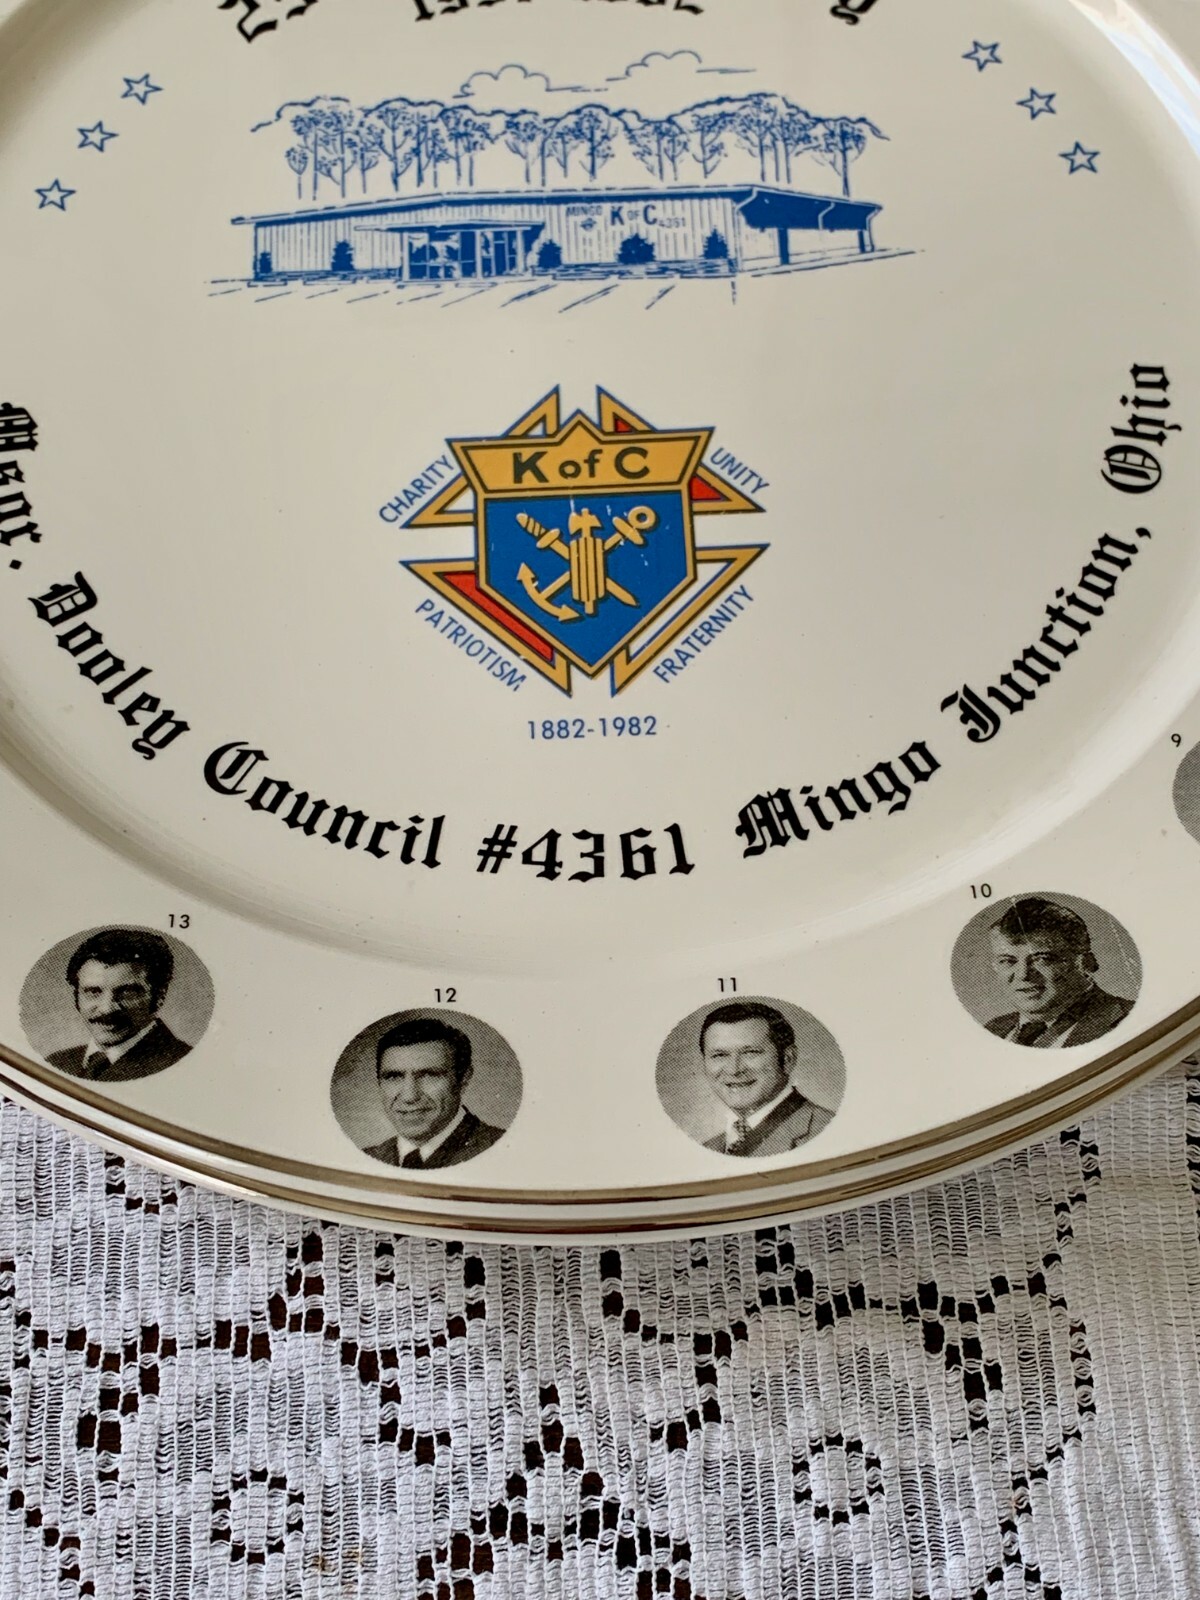 MINGO K OF C 4361
K of C
CHARITY
UNITY
PATRIOTISM
FRATERNITY
1882-1982
Msgr. Dooley Council #4361 Mingo Junction, Ohio
9
10
11
12
13